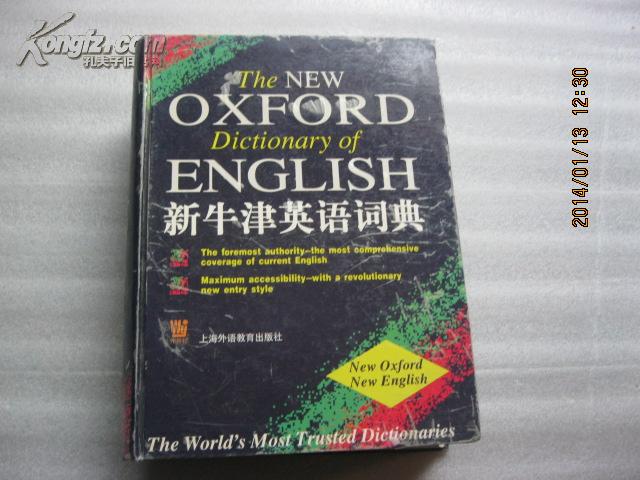 Kongfz.com
孔夫子旧书网
The NEW
OXFORD
Dictionary of
ENGLISH
新牛津英语词典
The foremost authority–the most comprehensive
coverage of current English
Maximum accessibility–with a revolutionary
new entry style
上海外语教育出版社
New Oxford
New English
The World's Most Trusted Dictionaries
2014/01/13 12:30